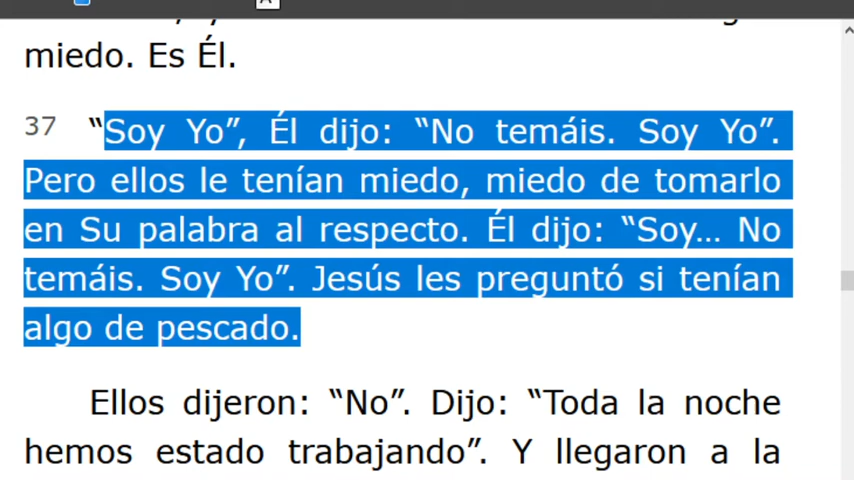 miedo. Es Él.
37 “Soy Yo”, Él dijo: “No temáis. Soy Yo”.
Pero ellos le tenían miedo, miedo de tomarlo
en Su palabra al respecto. Él dijo: “Soy… No
temáis. Soy Yo”. Jesús les preguntó si tenían
algo de pescado.
Ellos dijeron: “No”. Dijo: “Toda la noche
hemos estado trabajando”. Y llegaron a la